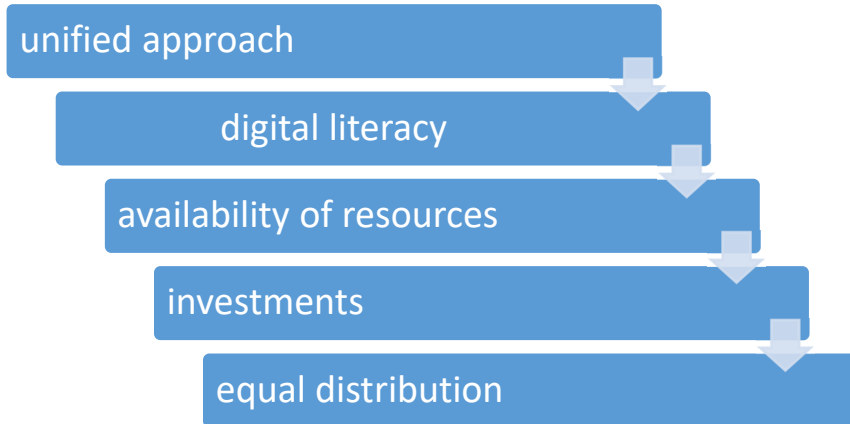 unified approach
digital literacy
availability of resources
investments
equal distribution